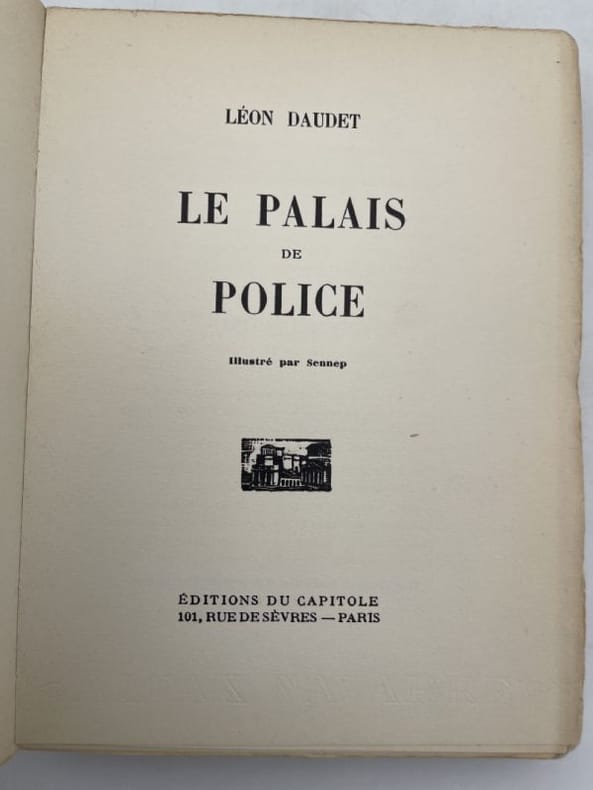 LÉON DAUDET
LE PALAIS
DE
POLICE
Illustré par Sennep
ÉDITIONS DU CAPITOLE
101, RUE DE SÈVRES — PARIS